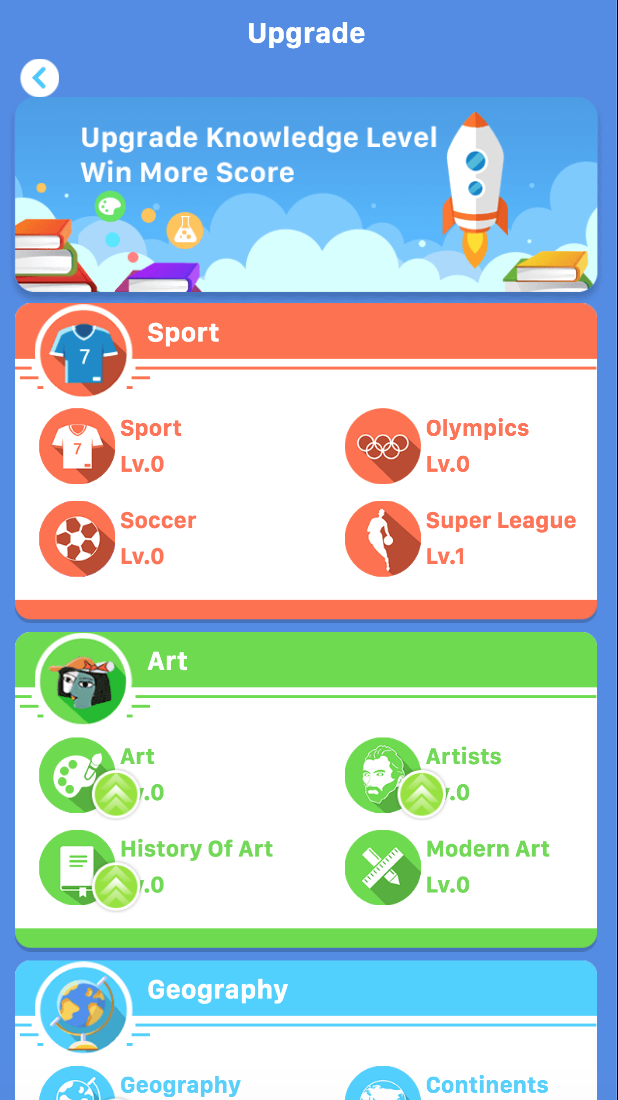 Upgrade
Upgrade Knowledge Level
Win More Score
Sport
7
Sport
7
Lv.0
Olympics
Lv.0
Soccer
Lv.0
Super League
Lv.1
Art
Art
.0
Artists
.0
History Of Art
.0
Modern Art
Lv.0
Geography
Geography
Continents